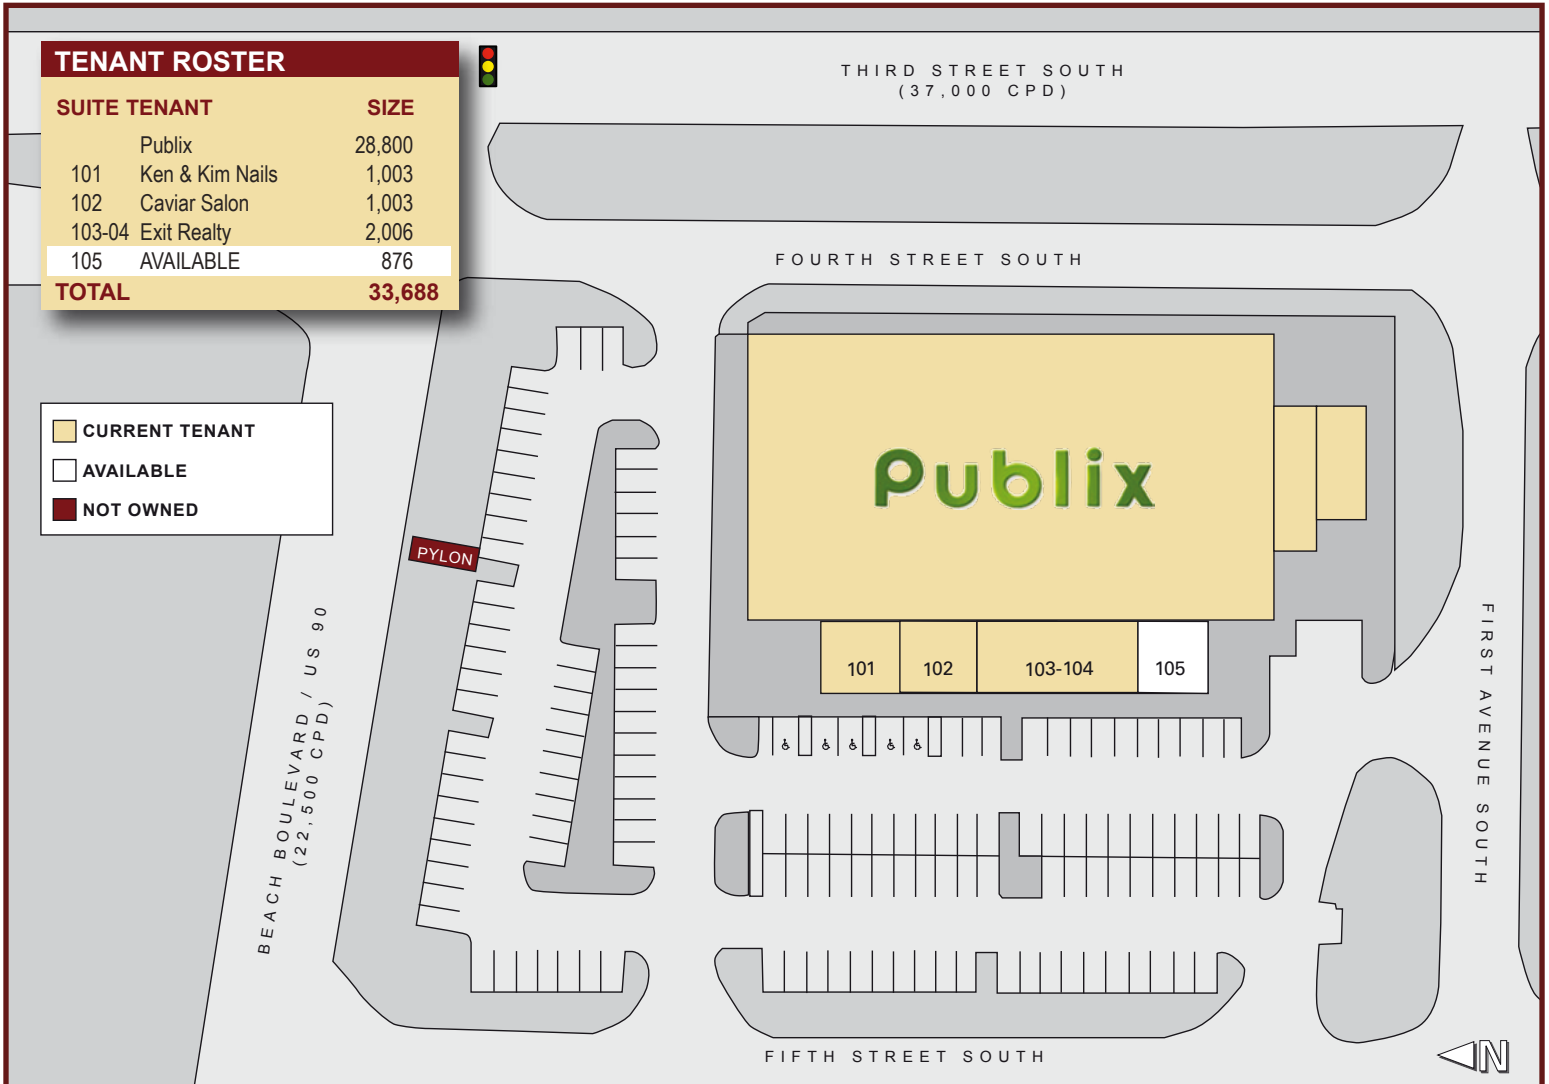 TENANT ROSTER
SUITE TENANT SIZE
Publix 28,800
101 Ken & Kim Nails 1,003
102 Caviar Salon 1,003
103-04 Exit Realty 2,006
105 AVAILABLE 876
TOTAL 33,688
THIRD STREET SOUTH
(37,000 CPD)
FOURTH STREET SOUTH
CURRENT TENANT
AVAILABLE
NOT OWNED
Publix
PYLON
101
102
103-104
105
BEACH BOULEVARD / US 90
(22,500 CPD)
FIRST AVENUE SOUTH
FIFTH STREET SOUTH
N